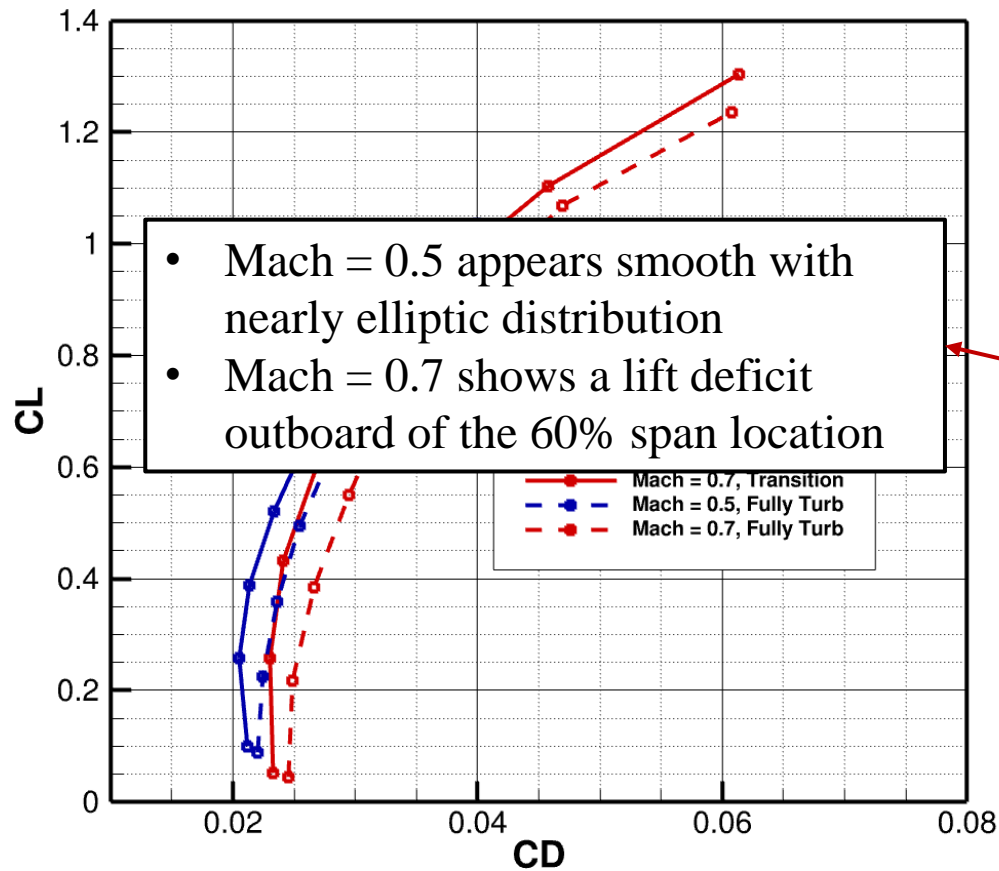 1.4
1.2
1
0.8
0.6
0.4
0.2
0
CL
• Mach = 0.5 appears smooth with
nearly elliptic distribution
• Mach = 0.7 shows a lift deficit
outboard of the 60% span location
Mach = 0.7, Transition
Mach = 0.5, Fully Turb
Mach = 0.7, Fully Turb
0.02 0.04 0.06 0.08
CD